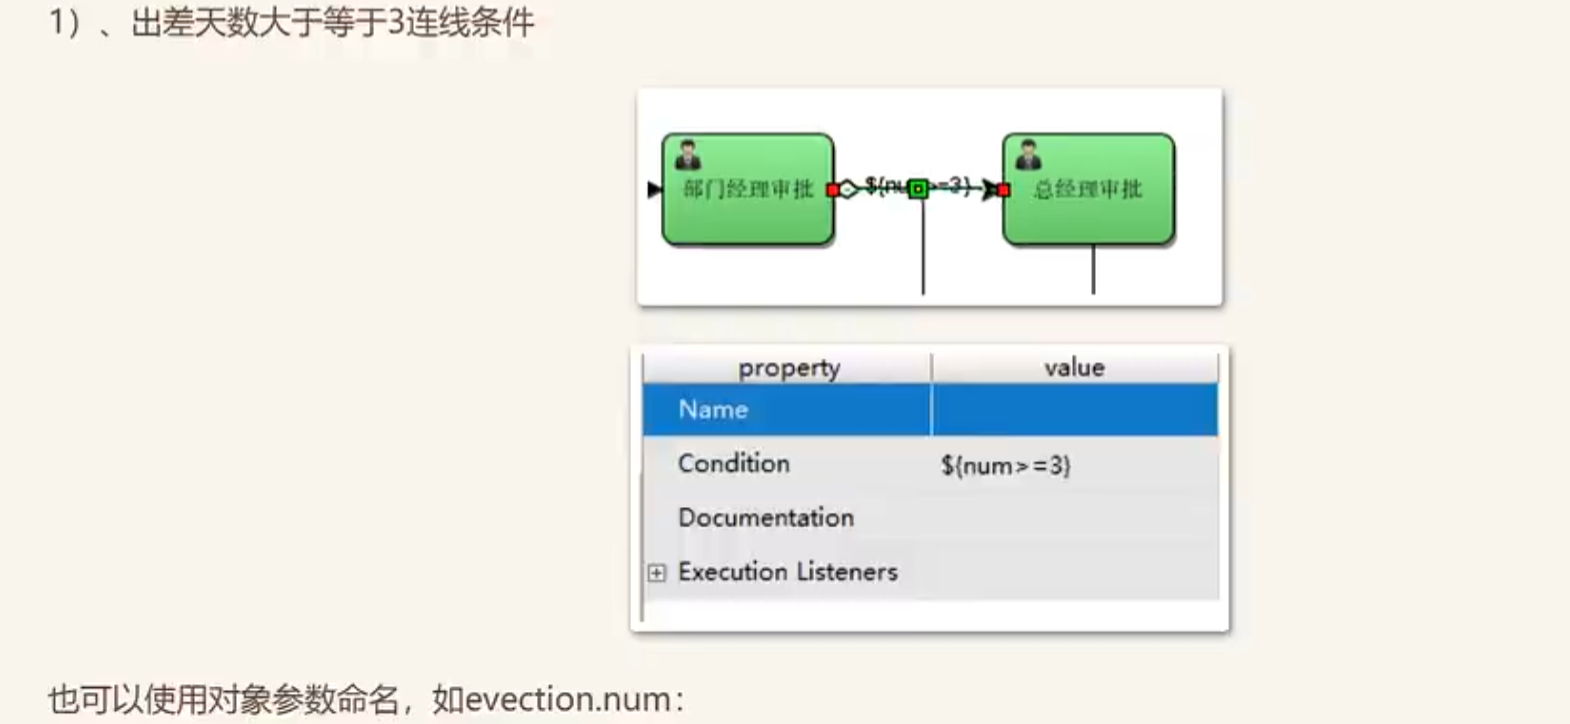 1）、出差天数大于等于3连线条件
部门经理审批
${nu >=3}
总经理审批
property value
Name
Condition ${num>=3}
Documentation
Execution Listeners
也可以使用对象参数命名，如evection.num：